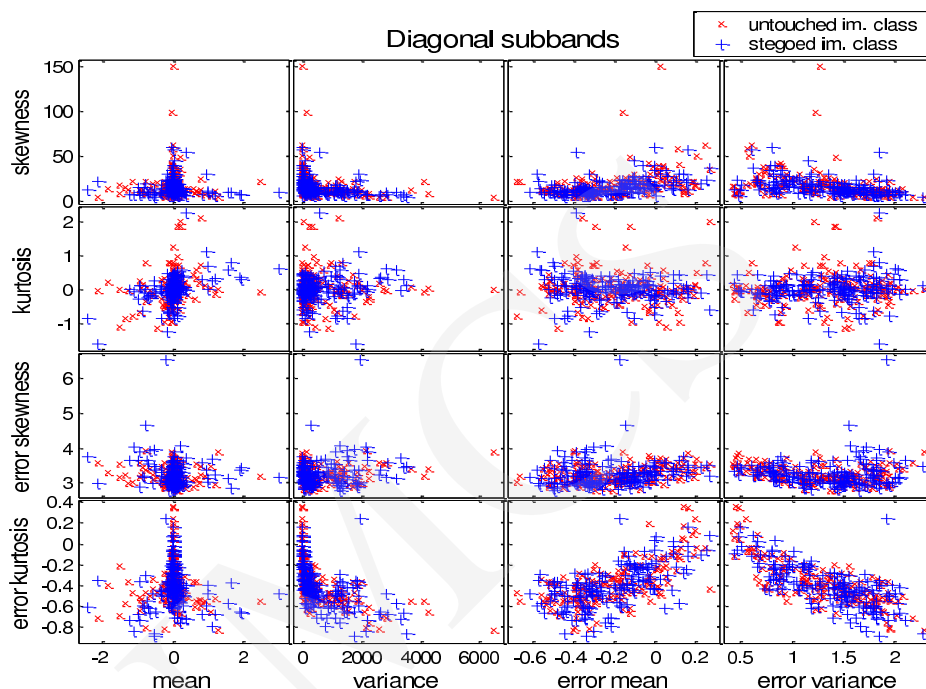 Diagonal subbands
untouched im. class
stegoed im. class
skewness
150
100
50
0
kurtosis
2
1
0
-1
error skewness
6
5
4
3
error kurtosis
0.4
0.2
0
-0.2
-0.4
-0.6
-0.8
-2 0 2
0 2000 4000 6000
-0.6 -0.4 -0.2 0 0.2
0.5 1 1.5 2
mean
variance
error mean
error variance
MCS